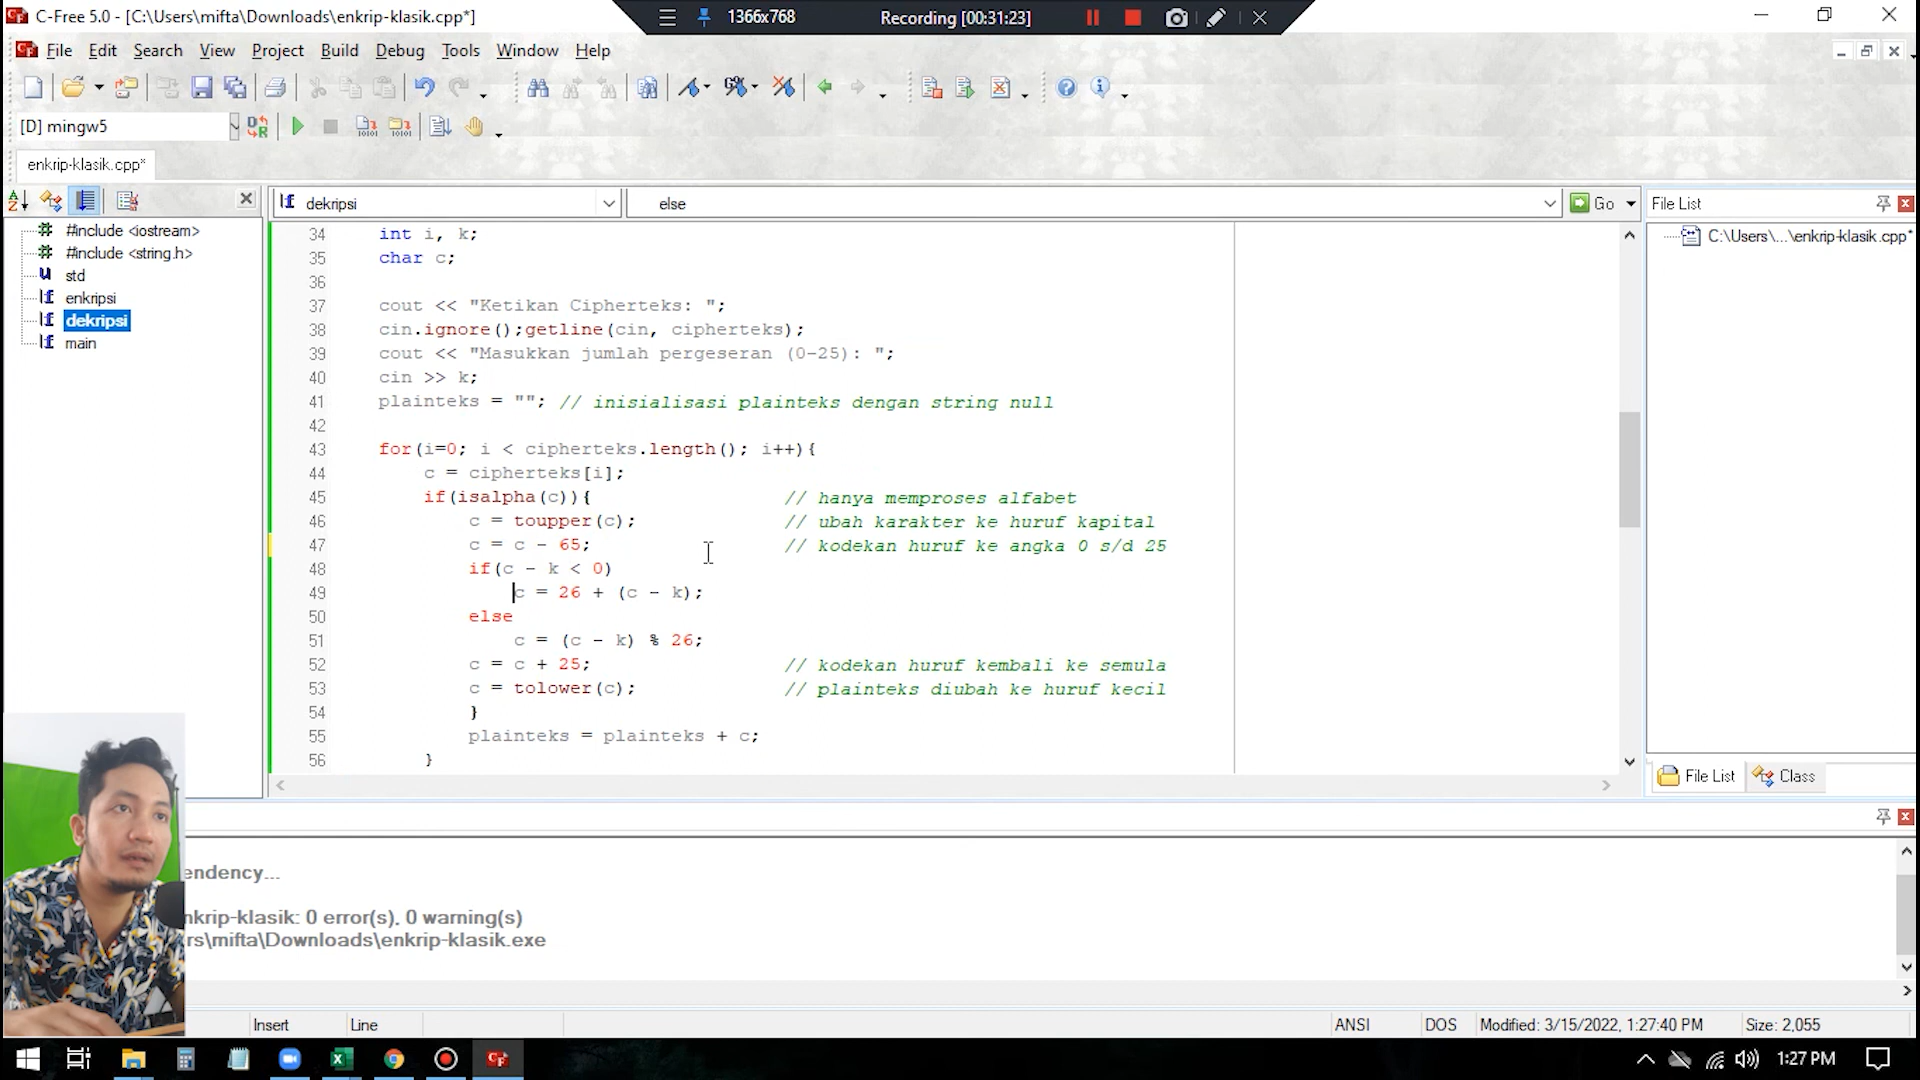 C-Free 5.0 - [C:\Users\mifta\Downloads\enkrip-klasik.cpp*]
1366x768
Recording [00:31:23]
File Edit Search View Project Build Debug Tools Window Help
[D] mingw5
enkrip-klasik.cpp*
dekripsi
else
Go
File List
#include <iostream>
#include <string.h>
std
enkripsi
dekripsi
main
34 int i, k;
35 char c;
36
37 cout << "Ketikan Cipherteks: ";
38 cin.ignore();getline(cin, cipherteks);
39 cout << "Masukkan jumlah pergeseran (0-25): ";
40 cin >> k;
41 plainteks = ""; // inisialisasi plainteks dengan string null
42
43 for(i=0; i < cipherteks.length(); i++){
44 c = cipherteks[i];
45 if(isalpha(c)){ // hanya memproses alfabet
46 c = toupper(c); // ubah karakter ke huruf kapital
47 c = c - 65; // kodekan huruf ke angka 0 s/d 25
48 if(c - k < 0)
49 c = 26 + (c - k);
50 else
51 c = (c - k) % 26;
52 c = c + 25; // kodekan huruf kembali ke semula
53 c = tolower(c); // plainteks diubah ke huruf kecil
54 }
55 plainteks = plainteks + c;
56 }
C:\Users\...\enkrip-klasik.cpp*
File List
Class
endency...
nkrip-klasik: 0 error(s), 0 warning(s)
rs\mifta\Downloads\enkrip-klasik.exe
Insert
Line
ANSI
DOS
Modified: 3/15/2022, 1:27:40 PM
Size: 2,055
1:27 PM